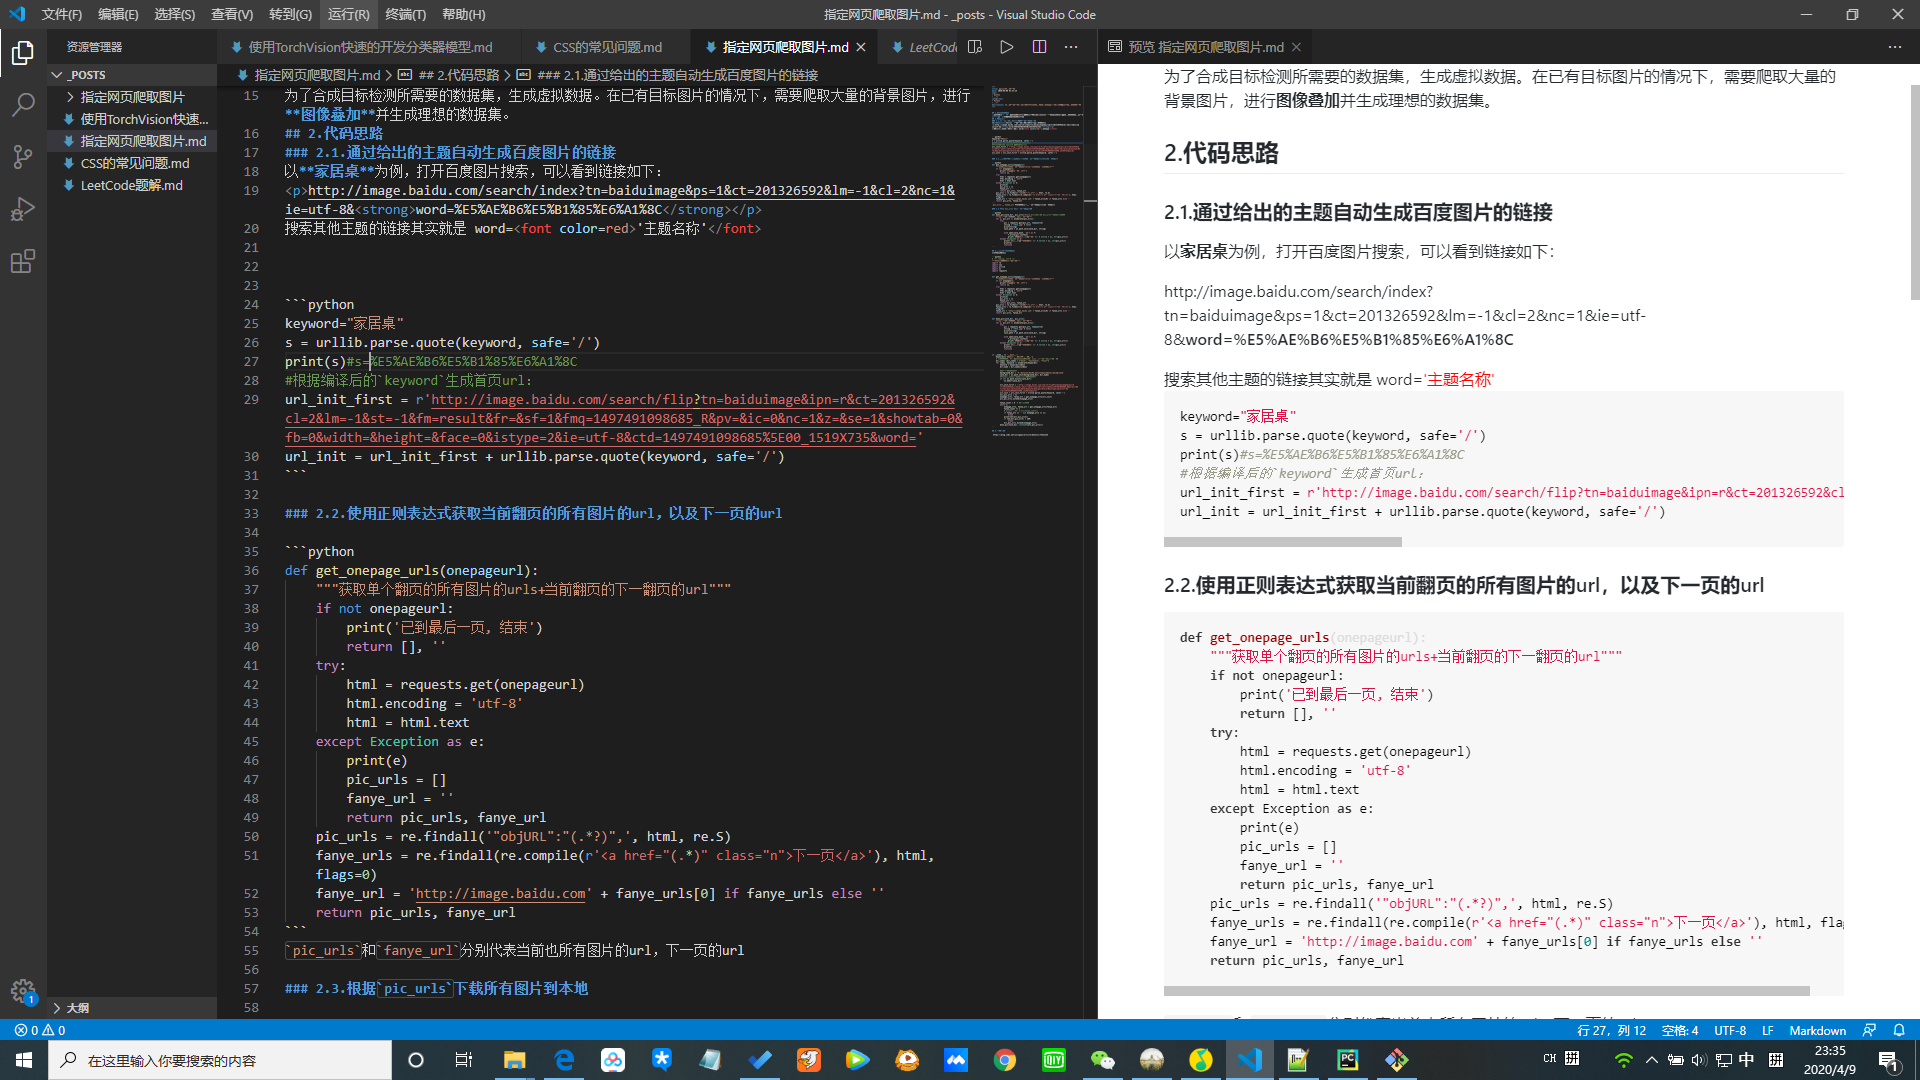 文件(F) 编辑(E) 选择(S) 查看(V) 转到(G) 运行(R) 终端(T) 帮助(H) 指定网页爬取图片.md - _posts - Visual Studio Code
资源管理器
_POSTS
指定网页爬取图片
使用TorchVision快速...
指定网页爬取图片.md
CSS的常见问题.md
LeetCode题解.md
大纲
使用TorchVision快速的开发分类器模型.md CSS的常见问题.md 指定网页爬取图片.md LeetCod
指定网页爬取图片.md > ## 2.代码思路 > ### 2.1.通过给出的主题自动生成百度图片的链接
15 为了合成目标检测所需要的数据集，生成虚拟数据。在已有目标图片的情况下，需要爬取大量的背景图片，进行
**图像叠加**并生成理想的数据集。
16 ## 2.代码思路
17 ### 2.1.通过给出的主题自动生成百度图片的链接
18 以**家居桌**为例，打开百度图片搜索，可以看到链接如下：
19 <p>http://image.baidu.com/search/index?tn=baiduimage&ps=1&ct=201326592&lm=-1&cl=2&nc=1&
ie=utf-8&<strong>word=%E5%AE%B6%E5%B1%85%E6%A1%8C</strong></p>
20 搜索其他主题的链接其实就是 word=<font color=red>'主题名称'</font>
21
22
23
24 ```python
25 keyword="家居桌"
26 s = urllib.parse.quote(keyword, safe='/')
27 print(s)#s=%E5%AE%B6%E5%B1%85%E6%A1%8C
28 #根据编译后的`keyword`生成首页url：
29 url_init_first = r'http://image.baidu.com/search/flip?tn=baiduimage&ipn=r&ct=201326592&
cl=2&lm=-1&st=-1&fm=result&fr=&sf=1&fmq=1497491098685_R&pv=&ic=0&nc=1&z=&se=1&showtab=0&
fb=0&width=&height=&face=0&istype=2&ie=utf-8&ctd=1497491098685%5E00_1519X735&word='
30 url_init = url_init_first + urllib.parse.quote(keyword, safe='/')
31 ```
32
33 ### 2.2.使用正则表达式获取当前翻页的所有图片的url，以及下一页的url
34
35 ```python
36 def get_onepage_urls(onepageurl):
37 """获取单个翻页的所有图片的urls+当前翻页的下一翻页的url"""
38 if not onepageurl:
39 print('已到最后一页, 结束')
40 return [], ''
41 try:
42 html = requests.get(onepageurl)
43 html.encoding = 'utf-8'
44 html = html.text
45 except Exception as e:
46 print(e)
47 pic_urls = []
48 fanye_url = ''
49 return pic_urls, fanye_url
50 pic_urls = re.findall('"objURL":"(.*?)",', html, re.S)
51 fanye_urls = re.findall(re.compile(r'<a href="(.*)" class="n">下一页</a>'), html,
flags=0)
52 fanye_url = 'http://image.baidu.com' + fanye_urls[0] if fanye_urls else ''
53 return pic_urls, fanye_url
54 ```
55 `pic_urls`和`fanye_url`分别代表当前也所有图片的url，下一页的url
56
57 ### 2.3.根据`pic_urls`下载所有图片到本地
58
预览 指定网页爬取图片.md
为了合成目标检测所需要的数据集，生成虚拟数据。在已有目标图片的情况下，需要爬取大量的
背景图片，进行图像叠加并生成理想的数据集。
2.代码思路
2.1.通过给出的主题自动生成百度图片的链接
以家居桌为例，打开百度图片搜索，可以看到链接如下：
http://image.baidu.com/search/index?
tn=baiduimage&ps=1&ct=201326592&lm=-1&cl=2&nc=1&ie=utf-
8&word=%E5%AE%B6%E5%B1%85%E6%A1%8C
搜索其他主题的链接其实就是 word='主题名称'
keyword="家居桌"
s = urllib.parse.quote(keyword, safe='/')
print(s)#s=%E5%AE%B6%E5%B1%85%E6%A1%8C
#根据编译后的`keyword`生成首页url：
url_init_first = r'http://image.baidu.com/search/flip?tn=baiduimage&ipn=r&ct=201326592&cl
url_init = url_init_first + urllib.parse.quote(keyword, safe='/')
2.2.使用正则表达式获取当前翻页的所有图片的url，以及下一页的url
def get_onepage_urls(onepageurl):
"""获取单个翻页的所有图片的urls+当前翻页的下一翻页的url"""
if not onepageurl:
print('已到最后一页, 结束')
return [], ''
try:
html = requests.get(onepageurl)
html.encoding = 'utf-8'
html = html.text
except Exception as e:
print(e)
pic_urls = []
fanye_url = ''
return pic_urls, fanye_url
pic_urls = re.findall('"objURL":"(.*?)",', html, re.S)
fanye_urls = re.findall(re.compile(r'<a href="(.*)" class="n">下一页</a>'), html, fla
fanye_url = 'http://image.baidu.com' + fanye_urls[0] if fanye_urls else ''
return pic_urls, fanye_url
0 0 行 27，列 12 空格: 4 UTF-8 LF Markdown
在这里输入你要搜索的内容
CH 拼 中 拼 23:35
2020/4/9